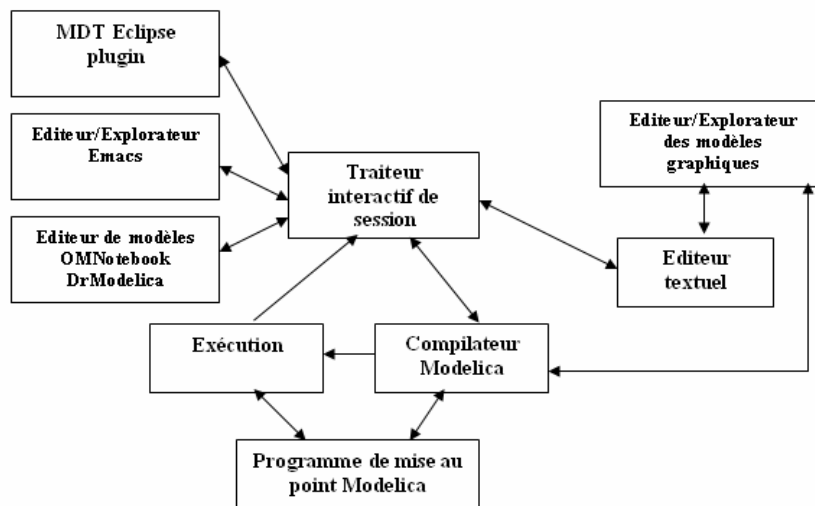 MDT Eclipse
plugin
Editeur/Explorateur
Emacs
Editeur de modèles
OMNotebook
DrModelica
Traiteur
interactif de
session
Editeur/Explorateur
des modèles
graphiques
Editeur
textuel
Exécution
Compilateur
Modelica
Programme de mise au
point Modelica